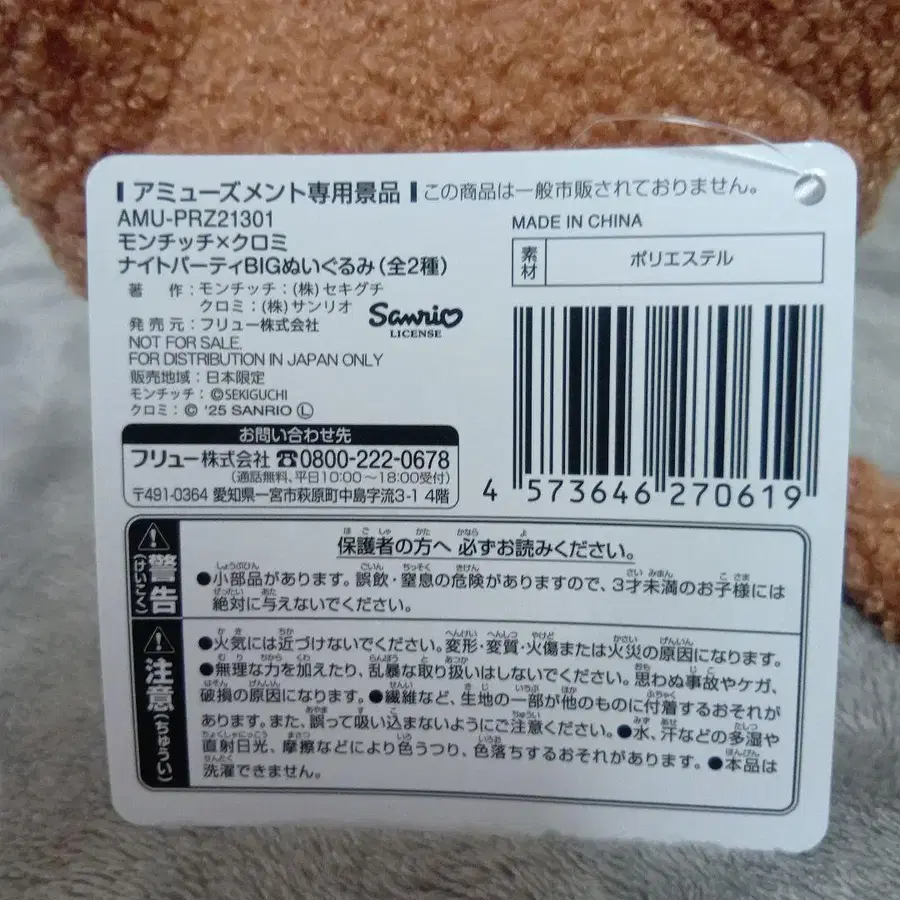 アミューズメント専用景品
この商品は一般市販されておりません。
AMU-PRZ21301
モンチッチ×クロミ
ナイトパーティBIGぬいぐるみ(全2種)
著 作:モンチッチ:(株)セキグチ
クロミ:(株)サンリオ
発売元:フリュー株式会社
Sanrio
LICENSE
NOT FOR SALE.
FOR DISTRIBUTION IN JAPAN ONLY
販売地域:日本限定
モンチッチ:©SEKIGUCHI
クロミ:© '25 SANRIO Ⓛ
MADE IN CHINA
素材 ポリエステル
4 573646 270619
お問い合わせ先
フリュー株式会社 ☎0800-222-0678
(通話無料、平日10:00~18:00受付)
〒491-0364 愛知県一宮市萩原町中島字流3-1 4階
警告(けいこく)
保護者の方へ 必ずお読みください。
●小部品があります。誤飲・窒息の危険がありますので、3才未満のお子様には
絶対に与えないでください。
注意(ちゅうい)
●火気には近づけないでください。変形・変質・火傷または火災の原因になります。
●無理な力を加えたり、乱暴な取り扱いはしないでください。思わぬ事故やケガ、
破損の原因になります。●繊維など、生地の一部が他のものに付着するおそれが
あります。また、誤って吸い込まないようにご注意ください。●水、汗などの多湿や
直射日光、摩擦などにより色うつり、色落ちするおそれがあります。●本品は
洗濯できません。